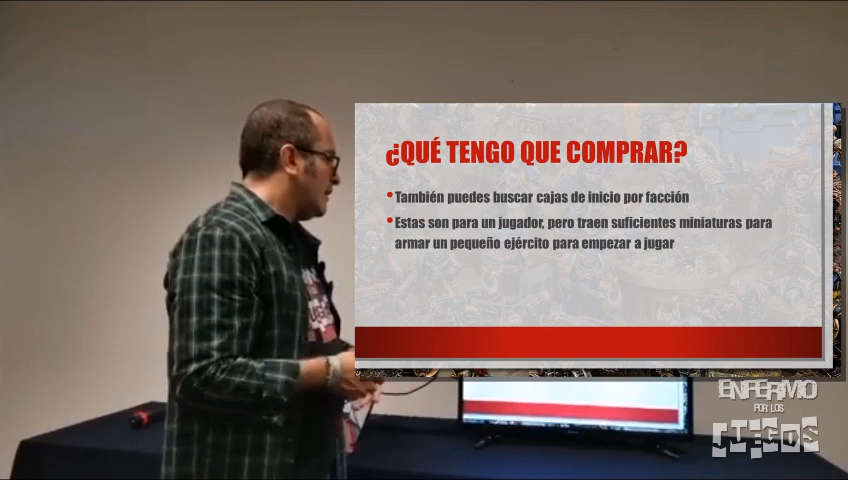 ¿QUÉ TENGO QUE COMPRAR?
•También puedes buscar cajas de inicio por facción
•Estas son para un jugador, pero traen suficientes miniaturas para
armar un pequeño ejército para empezar a jugar
ENFERMO
POR LOS
JUEGOS